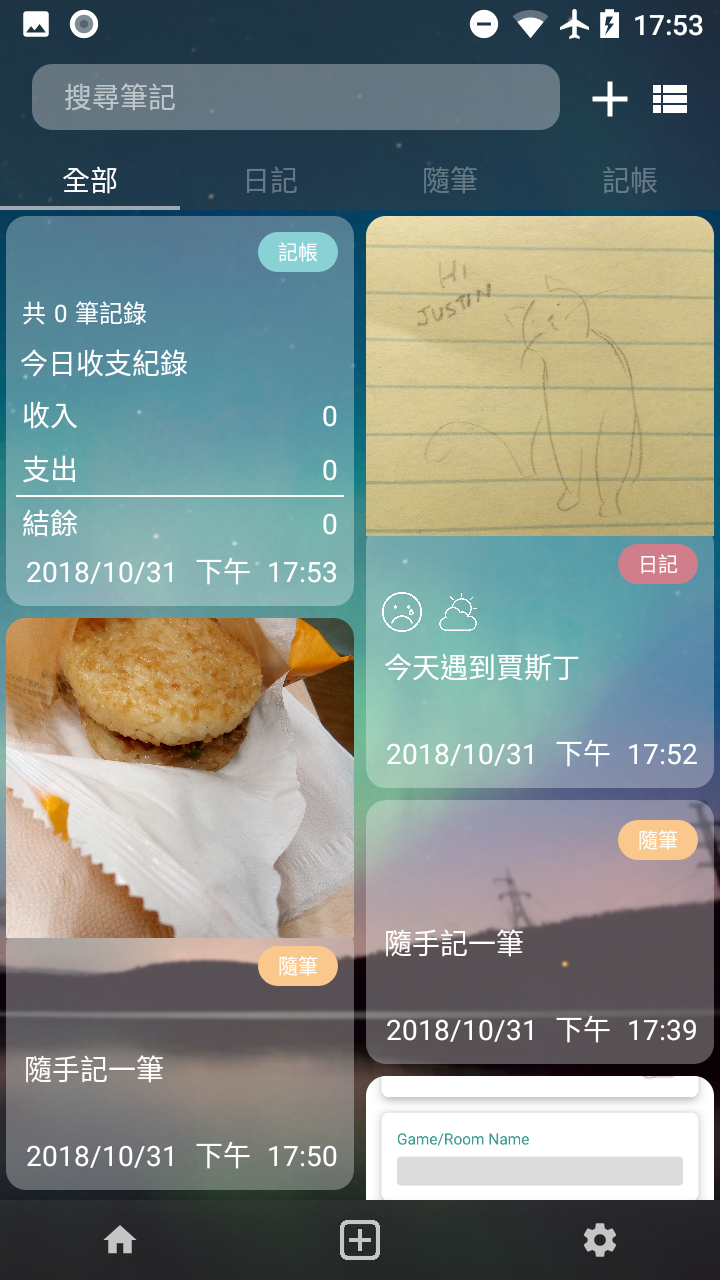 17:53
搜尋筆記
全部 日記 隨筆 記帳
記帳
共 0 筆記錄
今日收支紀錄
收入 0
支出 0
結餘 0
2018/10/31 下午 17:53
HI
JUSTIN
日記
今天遇到賈斯丁
2018/10/31 下午 17:52
隨筆
隨手記一筆
2018/10/31 下午 17:50
隨筆
隨手記一筆
2018/10/31 下午 17:39
Game/Room Name